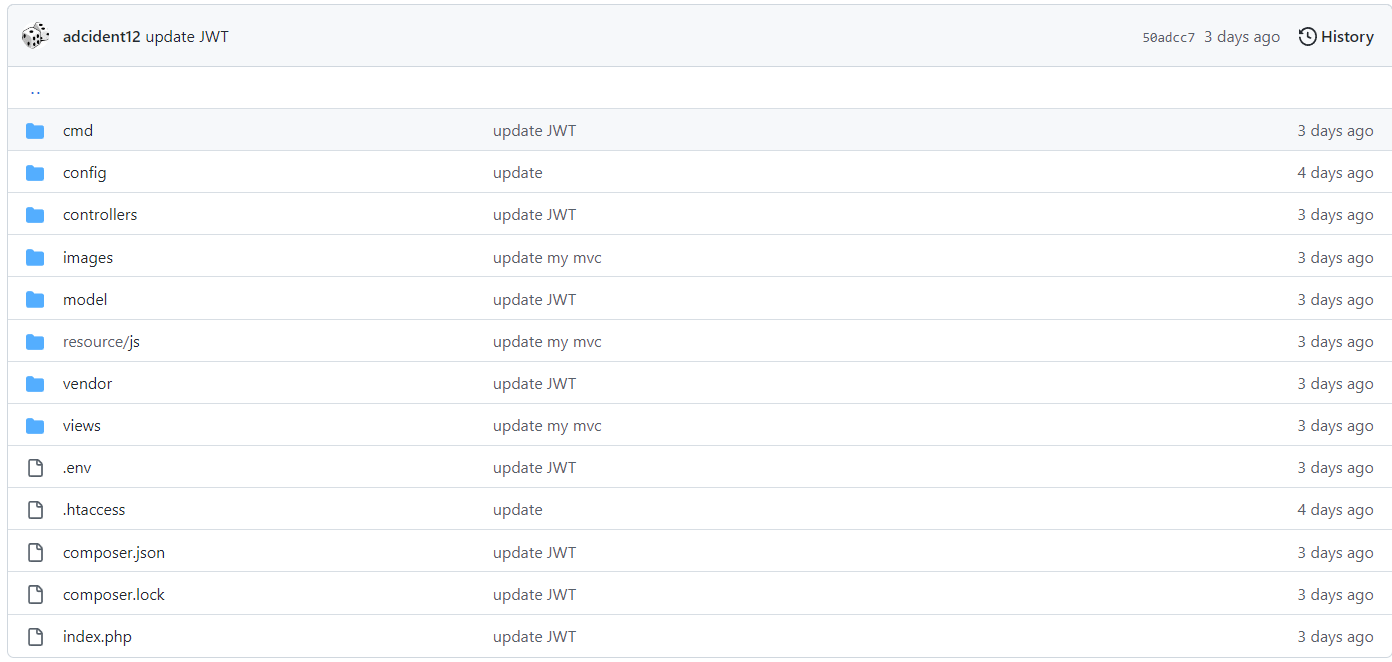 adcident12 update JWT 50adcc7 3 days ago History
..
cmd update JWT 3 days ago
config update 4 days ago
controllers update JWT 3 days ago
images update my mvc 3 days ago
model update JWT 3 days ago
resource/js update my mvc 3 days ago
vendor update JWT 3 days ago
views update my mvc 3 days ago
.env update JWT 3 days ago
.htaccess update 4 days ago
composer.json update JWT 3 days ago
composer.lock update JWT 3 days ago
index.php update JWT 3 days ago